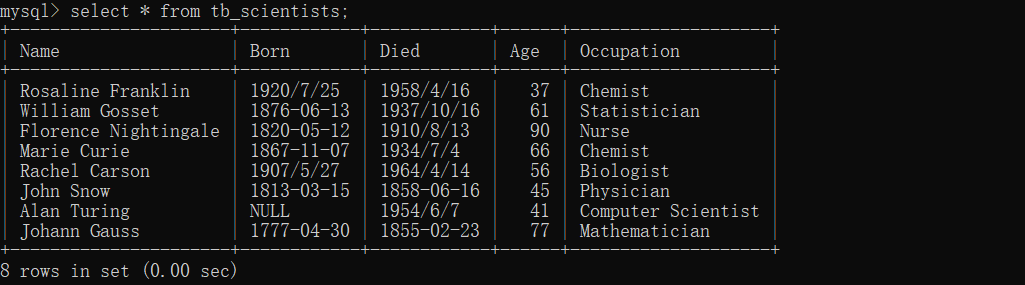 mysql> select * from tb_scientists;
Name Born Died Age Occupation
Rosaline Franklin 1920/7/25 1958/4/16 37 Chemist
William Gosset 1876-06-13 1937/10/16 61 Statistician
Florence Nightingale 1820-05-12 1910/8/13 90 Nurse
Marie Curie 1867-11-07 1934/7/4 66 Chemist
Rachel Carson 1907/5/27 1964/4/14 56 Biologist
John Snow 1813-03-15 1858-06-16 45 Physician
Alan Turing NULL 1954/6/7 41 Computer Scientist
Johann Gauss 1777-04-30 1855-02-23 77 Mathematician
8 rows in set (0.00 sec)